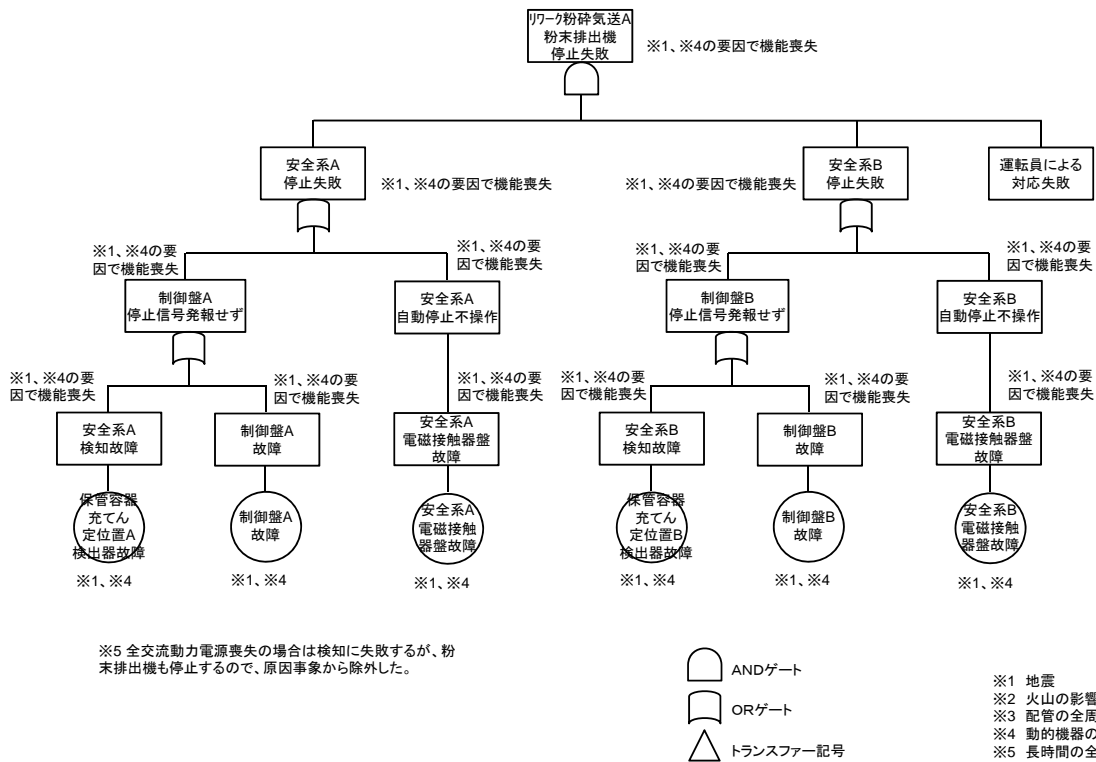 リワーク粉砕気送A
粉末排出機
停止失敗
※1、※4の要因で機能喪失
安全系A
停止失敗
※1、※4の要因で機能喪失
※1、※4の要因で機能喪失
安全系B
停止失敗
運転員による
対応失敗
※1、※4の要
因で機能喪失
※1、※4の要
因で機能喪失
※1、※4の要
因で機能喪失
※1、※4の要
因で機能喪失
制御盤A
停止信号発報せず
安全系A
自動停止不操作
制御盤B
停止信号発報せず
安全系B
自動停止不操作
※1、※4の要
因で機能喪失
※1、※4の要
因で機能喪失
※1、※4の要
因で機能喪失
※1、※4の要
因で機能喪失
※1、※4の要
因で機能喪失
※1、※4の要
因で機能喪失
安全系A
検知故障
制御盤A
故障
安全系A
電磁接触器盤
故障
安全系B
検知故障
制御盤B
故障
安全系B
電磁接触器盤
故障
保管容器
充てん
定位置A
検出器故障
制御盤A
故障
安全系A
電磁接触
器盤故障
保管容器
充てん
定位置B
検出器故障
制御盤B
故障
安全系B
電磁接触
器盤故障
※1、※4
※1、※4
※1、※4
※1、※4
※1、※4
※1、※4
※5 全交流動力電源喪失の場合は検知に失敗するが、粉
末排出機も停止するので、原因事象から除外した。
ANDゲート
ORゲート
トランスファー記号
※1 地震
※2 火山の影響
※3 配管の全周
※4 動的機器の
※5 長時間の全